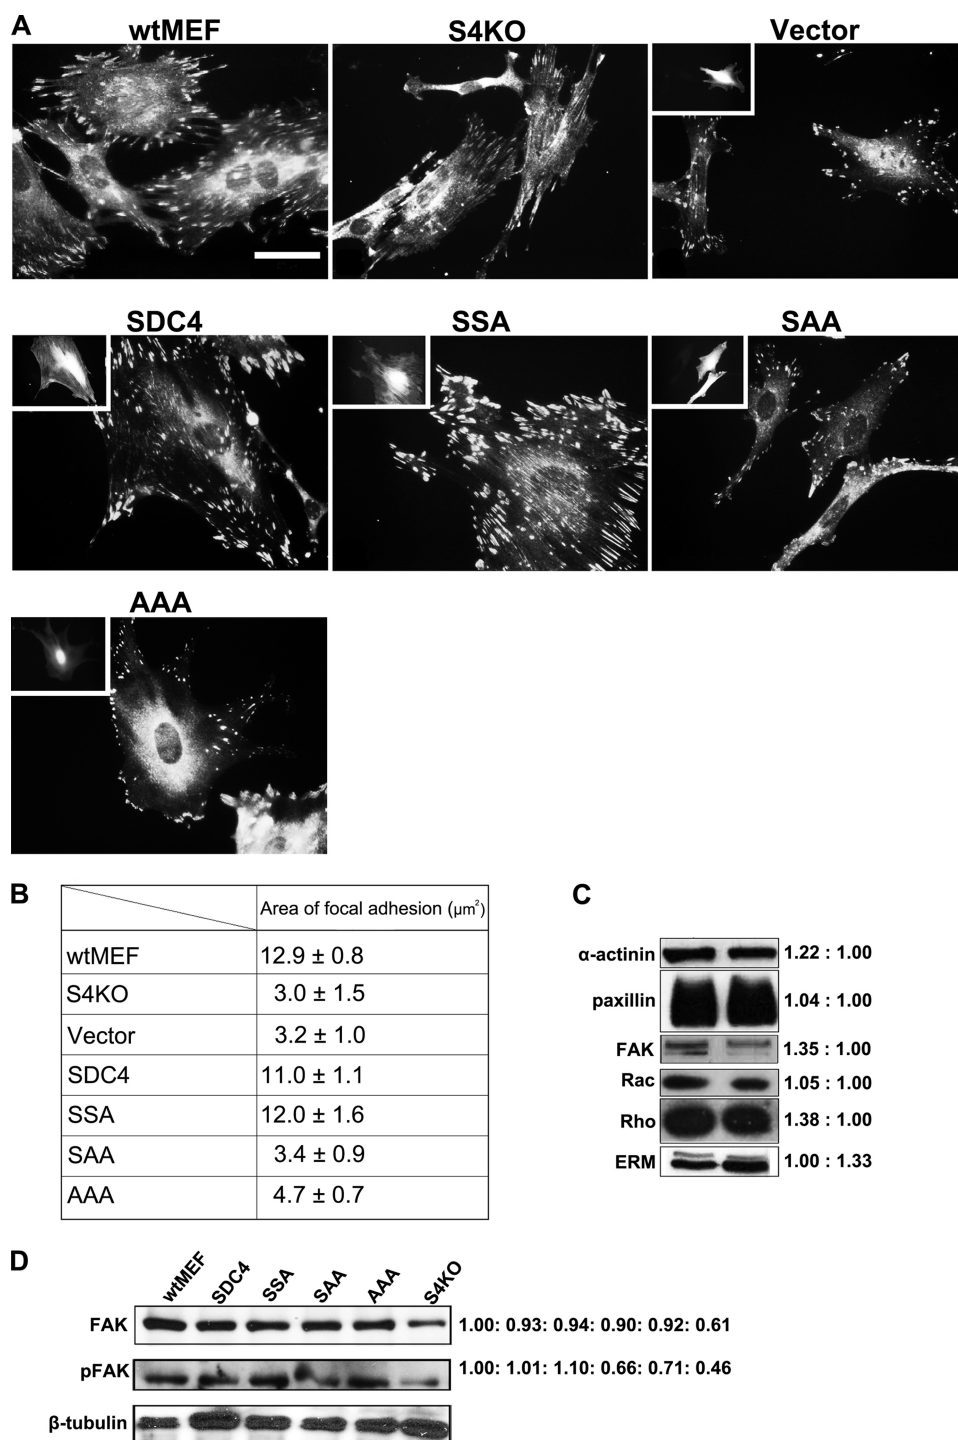 A
wtMEF S4KO Vector
SDC4 SSA SAA
AAA
B
Area of focal adhesion (μm²)
wtMEF 12.9 ± 0.8
S4KO 3.0 ± 1.5
Vector 3.2 ± 1.0
SDC4 11.0 ± 1.1
SSA 12.0 ± 1.6
SAA 3.4 ± 0.9
AAA 4.7 ± 0.7
C
α-actinin 1.22 : 1.00
paxillin 1.04 : 1.00
FAK 1.35 : 1.00
Rac 1.05 : 1.00
Rho 1.38 : 1.00
ERM 1.00 : 1.33
D
wtMEF SDC4 SSA SAA AAA S4KO
FAK 1.00: 0.93: 0.94: 0.90: 0.92: 0.61
pFAK 1.00: 1.01: 1.10: 0.66: 0.71: 0.46
β-tubulin